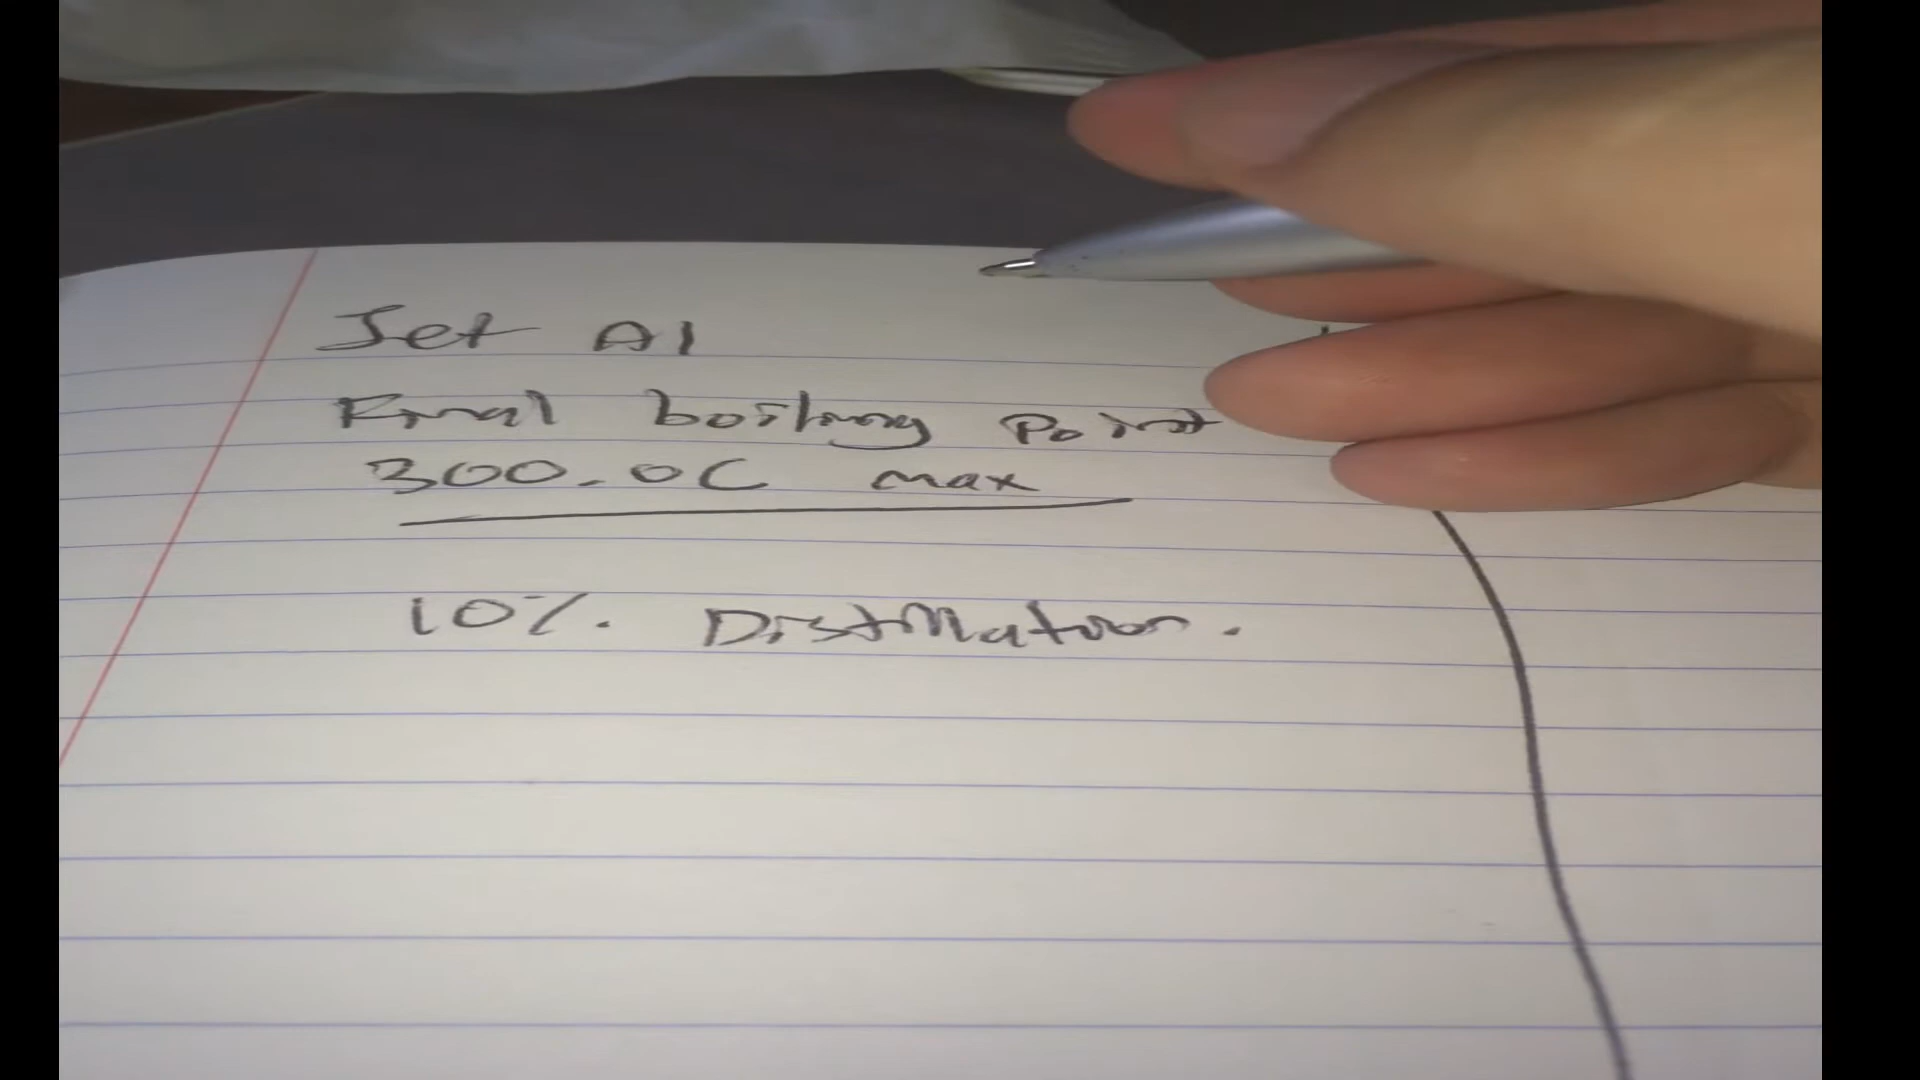 Jet A1
Final boiling Point
300.0C max
10%. Distillation.